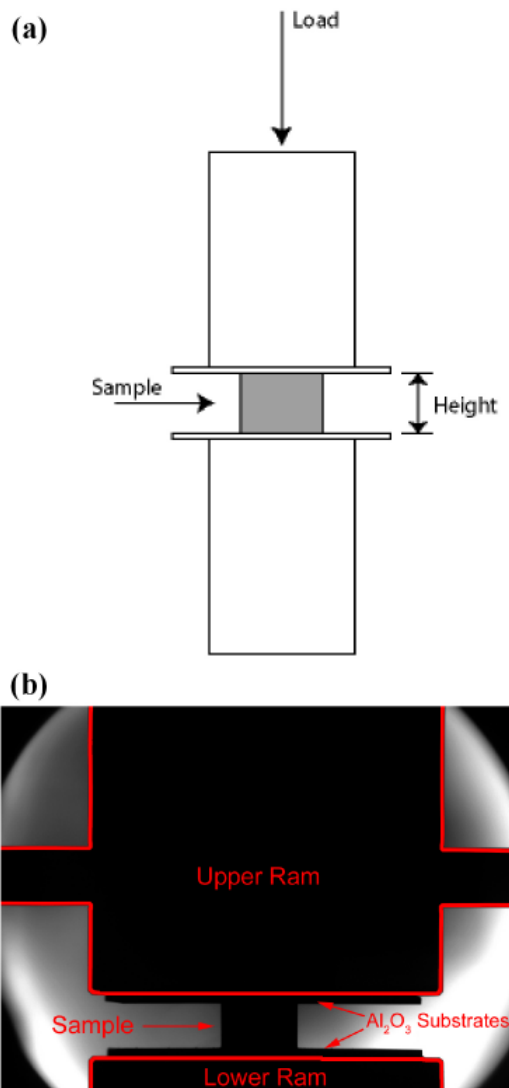 (a)
Load
Sample
Height
(b)
Upper Ram
Sample
Al₂O₃ Substrates
Lower Ram